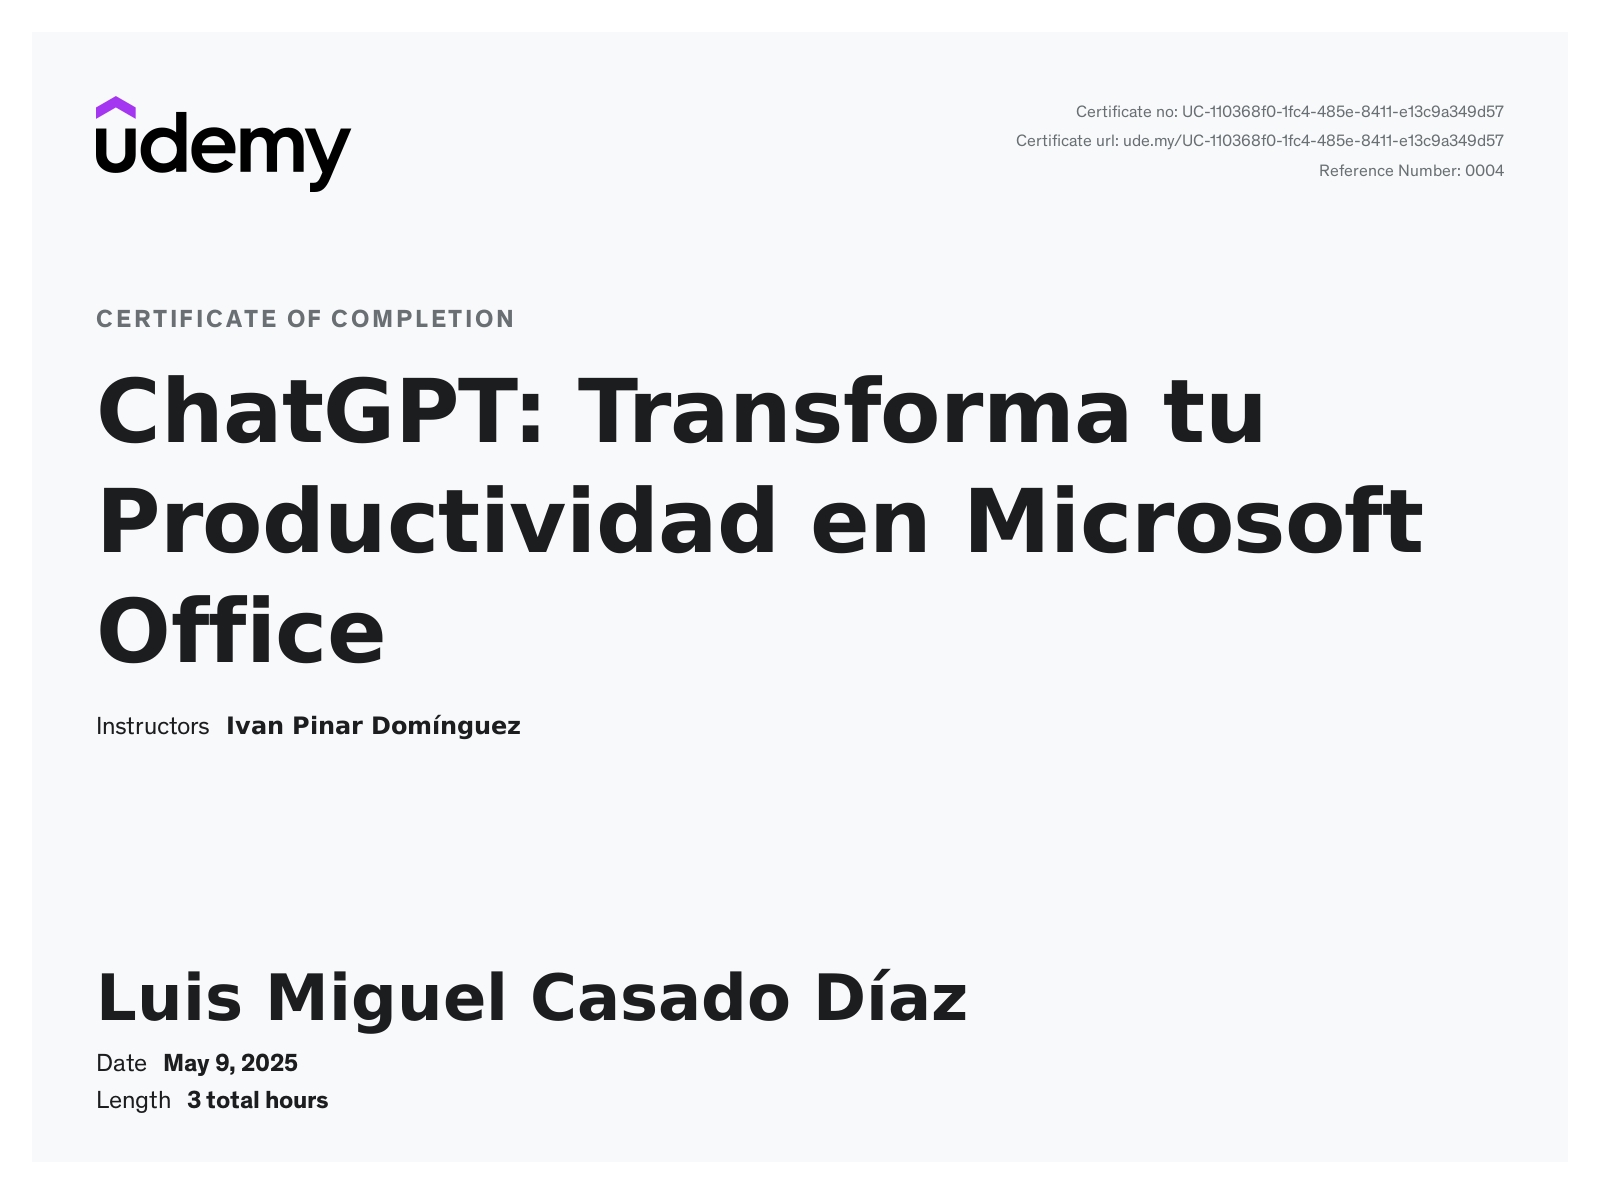 udemy
Certificate no: UC-110368f0-1fc4-485e-8411-e13c9a349d57
Certificate url: ude.my/UC-110368f0-1fc4-485e-8411-e13c9a349d57
Reference Number: 0004
CERTIFICATE OF COMPLETION
ChatGPT: Transforma tu
Productividad en Microsoft
Office
Instructors Ivan Pinar Domínguez
Luis Miguel Casado Díaz
Date May 9, 2025
Length 3 total hours